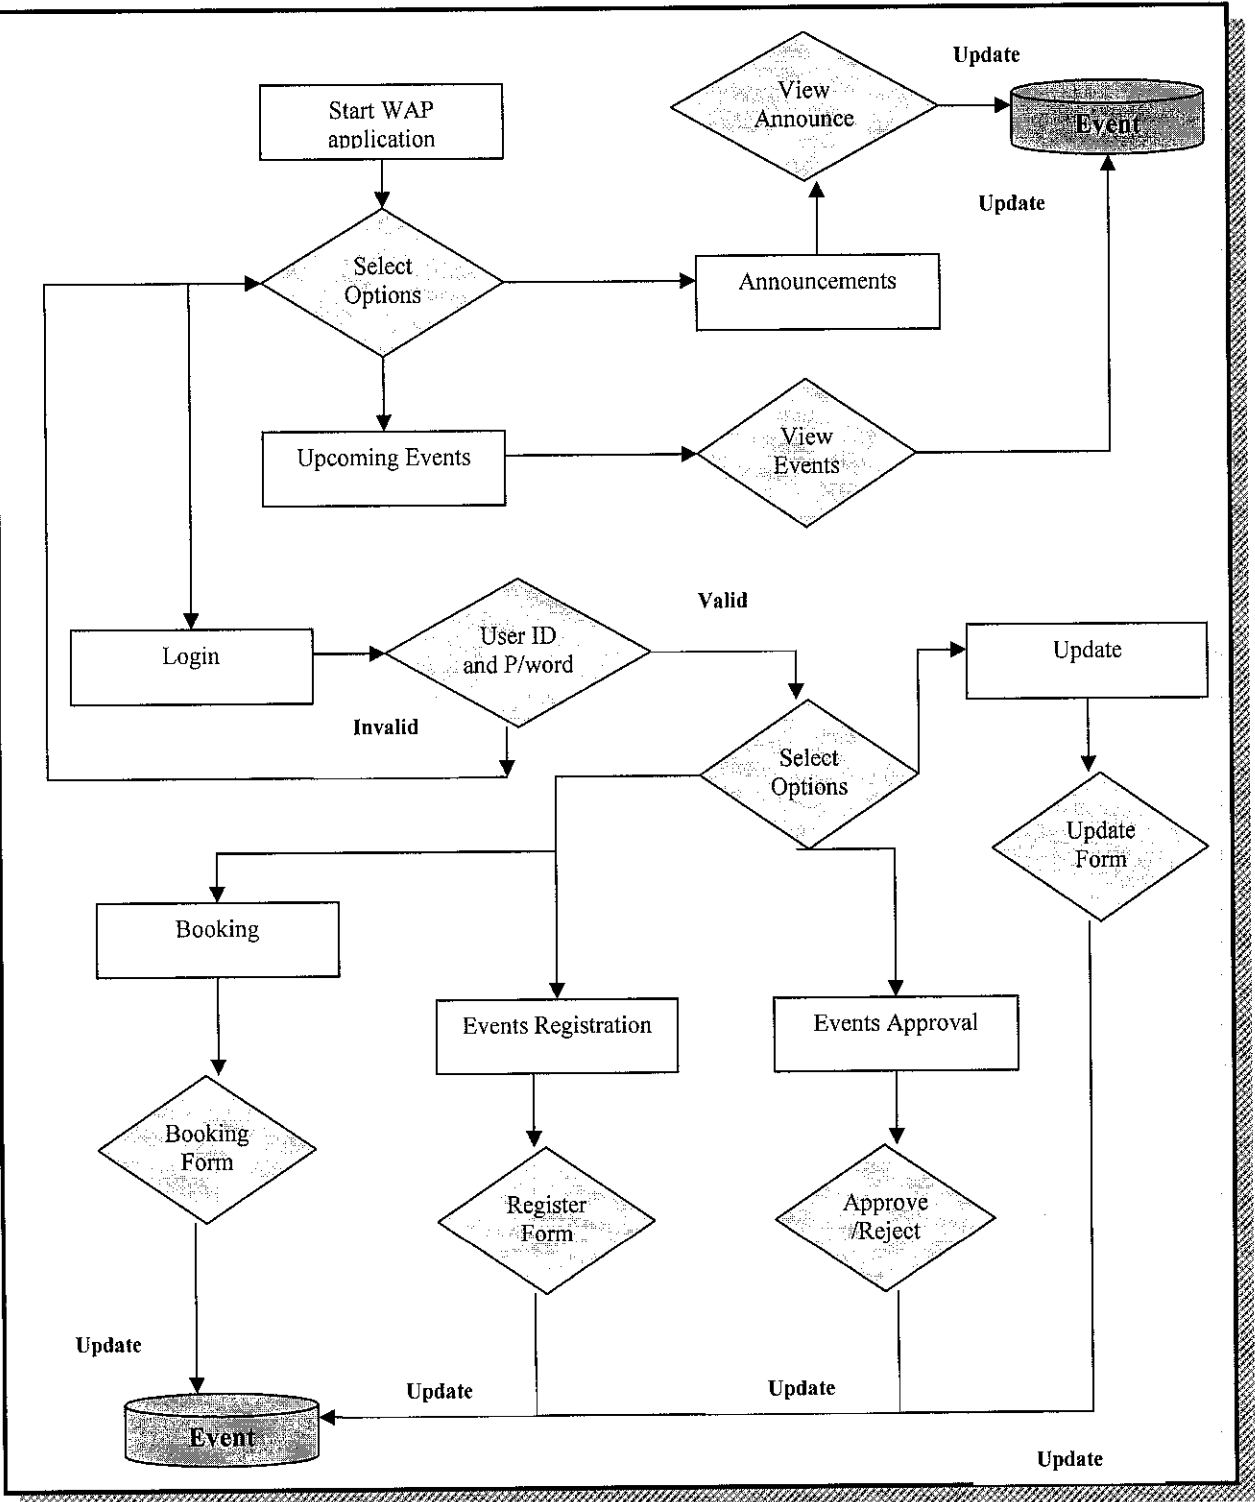 Update
View
Announce
Start WAP
application
Event
Update
Select
Options
Announcements
View
Events
Upcoming Events
Valid
User ID
and P/word
Login
Update
Invalid
Select
Options
Update
Form
Booking
Events Registration
Events Approval
Booking
Form
Register
Form
Approve
/Reject
Update
Update
Update
Event
Update